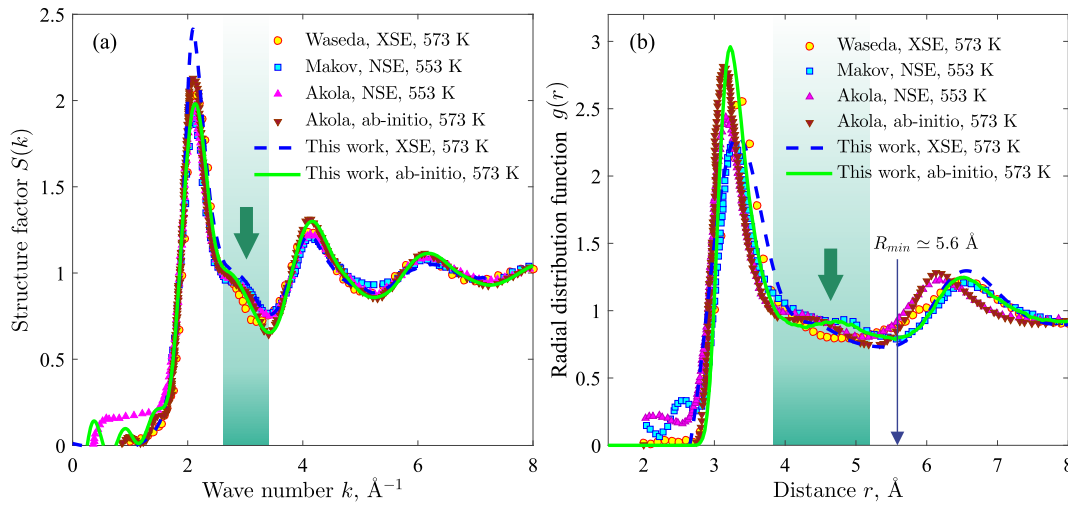 (a)
Waseda, XSE, 573 K
Makov, NSE, 553 K
Akola, NSE, 553 K
Akola, ab-initio, 573 K
This work, XSE, 573 K
This work, ab-initio, 573 K
Structure factor S(k)
2.5
2
1.5
1
0.5
0
0 2 4 6 8
Wave number k, Å⁻¹
(b)
Waseda, XSE, 573 K
Makov, NSE, 553 K
Akola, NSE, 553 K
Akola, ab-initio, 573 K
This work, XSE, 573 K
This work, ab-initio, 573 K
R_min ≃ 5.6 Å
Radial distribution function g(r)
3
2.5
2
1.5
1
0.5
0
2 3 4 5 6 7 8
Distance r, Å